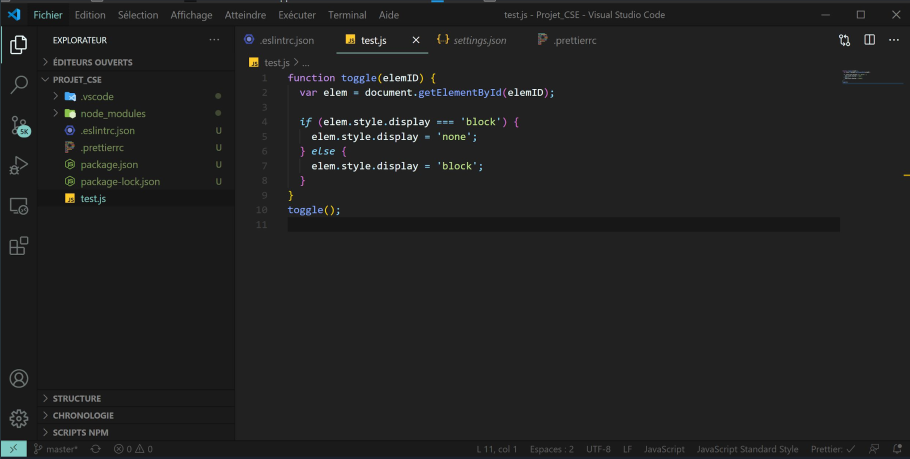 Fichier Edition Sélection Affichage Atteindre Exécuter Terminal Aide test.js - Projet_CSE - Visual Studio Code
EXPLORATEUR
ÉDITEURS OUVERTS
PROJET_CSE
.vscode
node_modules
.eslintrc.json U
.prettierrc U
package.json U
package-lock.json U
JS test.js
5K
STRUCTURE
CHRONOLOGIE
SCRIPTS NPM
.eslintrc.json JS test.js {..} settings.json .prettierrc
JS test.js > ...
1 function toggle(elemID) {
2 var elem = document.getElementById(elemID);
3
4 if (elem.style.display === 'block') {
5 elem.style.display = 'none';
6 } else {
7 elem.style.display = 'block';
8 }
9 }
10 toggle();
11
master* 0 0 L 11, col 1 Espaces : 2 UTF-8 LF JavaScript JavaScript Standard Style Prettier: ✓